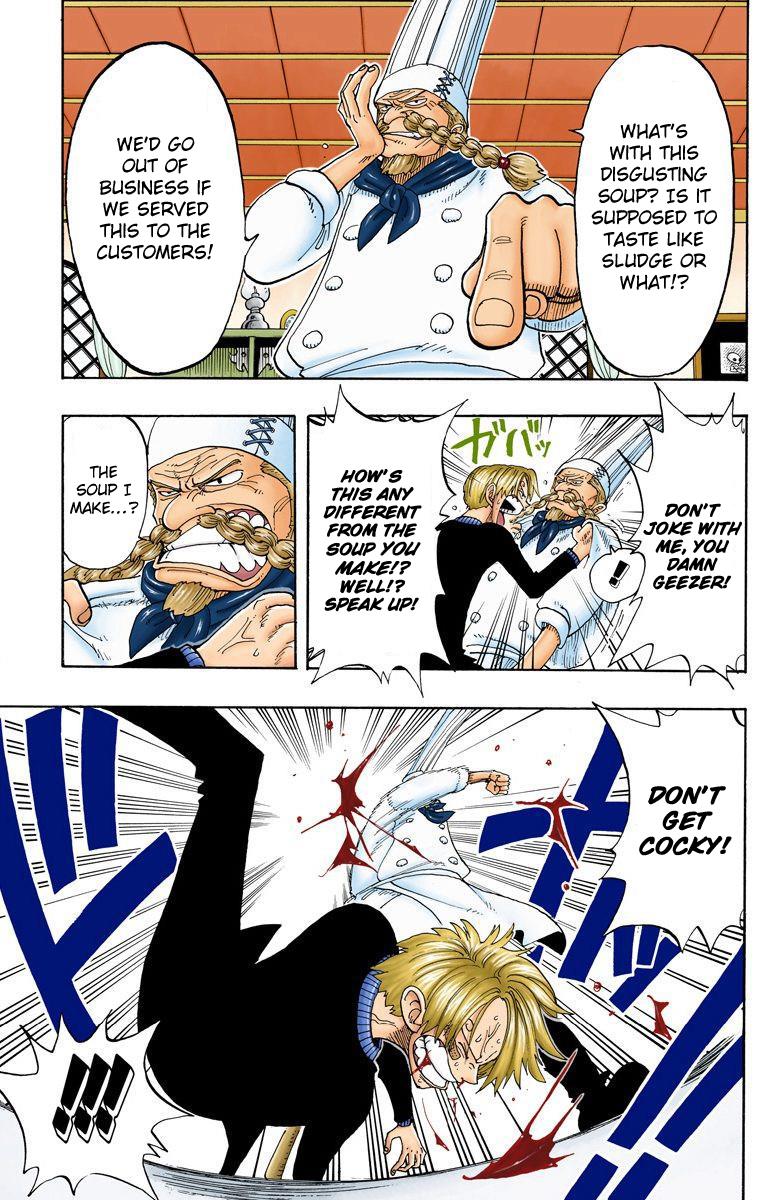 WHAT'S
WITH THIS
DISGUSTING
SOUP? IS IT
SUPPOSED TO
TASTE LIKE
SLUDGE OR
WHAT!?
WE'D GO
OUT OF
BUSINESS IF
WE SERVED
THIS TO THE
CUSTOMERS!
ガバッ
DON'T
JOKE WITH
ME, YOU
DAMN
GEEZER!
!
HOW'S
THIS ANY
DIFFERENT
FROM THE
SOUP YOU
MAKE!?
WELL!?
SPEAK UP!
THE
SOUP I
MAKE...?
DON'T
GET
COCKY!
!!!